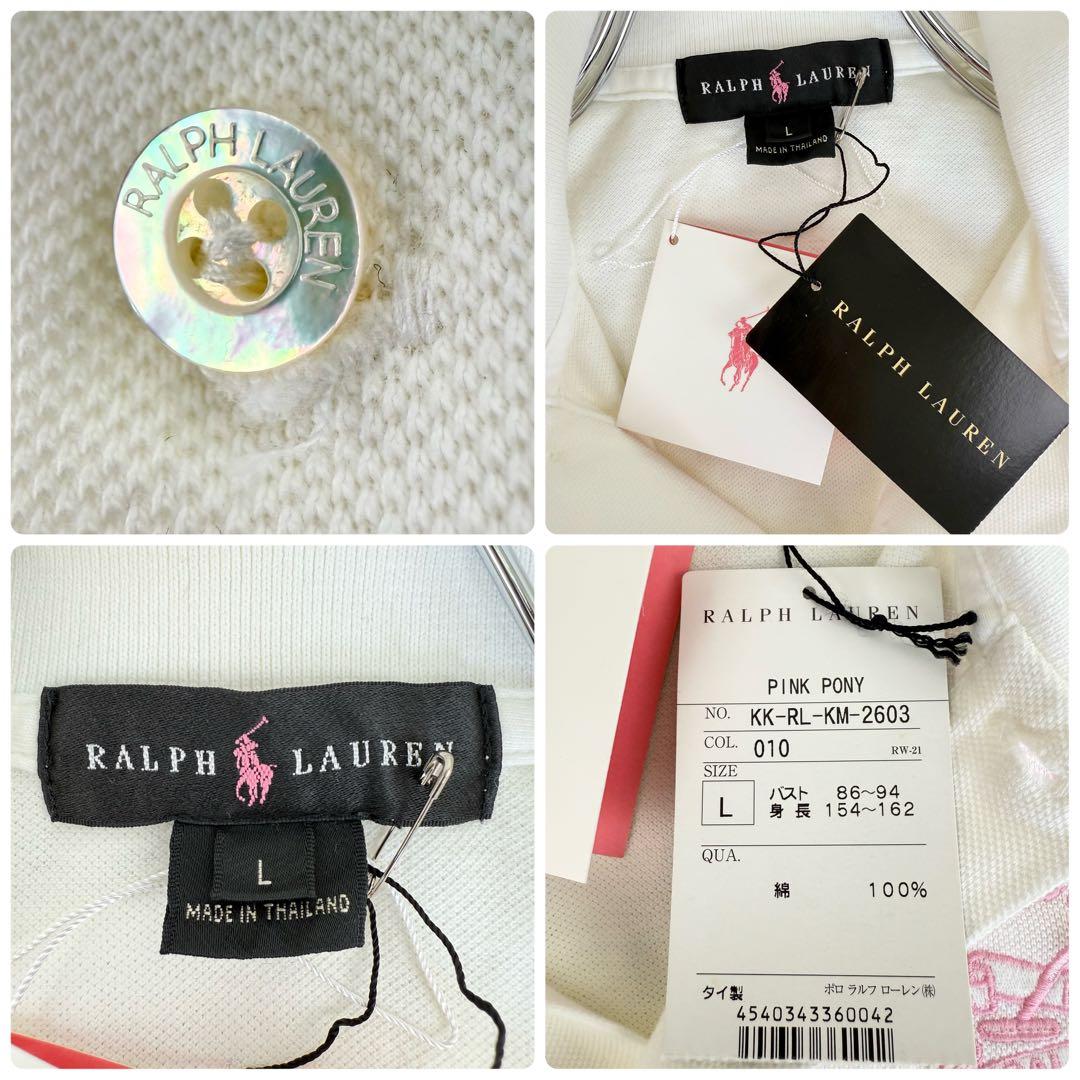 RALPH LAUREN
RALPH LAUREN
L
MADE IN THAILAND
RALPH LAUREN
RALPH LAUREN
L
MADE IN THAILAND
RALPH LAUREN
PINK PONY
NO. KK-RL-KM-2603
COL. 010 RW-21
SIZE
L バスト 86~94
身長 154~162
QUA.
綿 100%
タイ製 ポロ ラルフ ローレン㈱
4540343360042